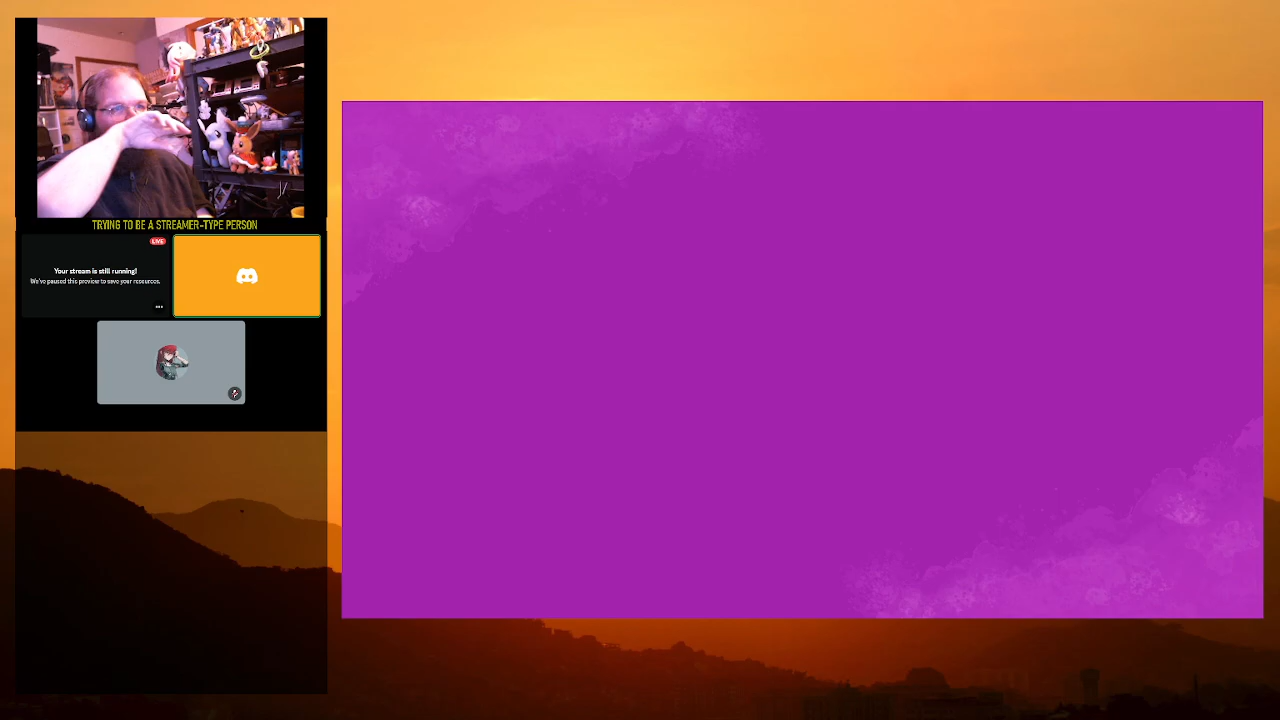 TRYING TO BE A STREAMER-TYPE PERSON
LIVE
Your stream is still running!
We've paused this preview to save your resources.